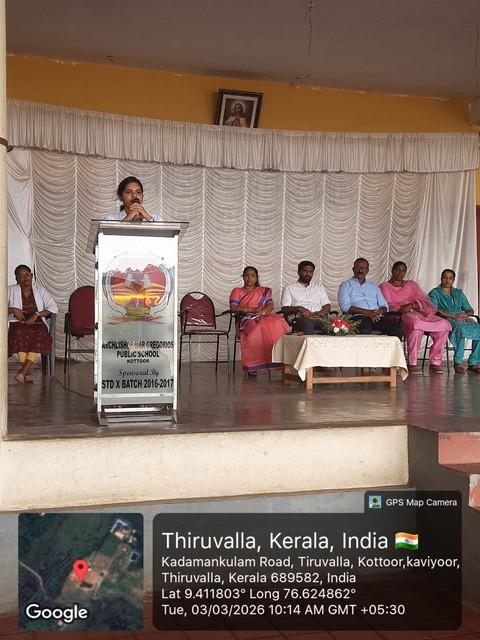 ARCHBISHOP MAR GREGORIOS
PUBLIC SCHOOL
KOTTOOR
Sponsored By
STD X BATCH 2016-2017
GPS Map Camera
Thiruvalla, Kerala, India
Kadamankulam Road, Tiruvalla, Kottoor,kaviyoor,
Thiruvalla, Kerala 689582, India
Lat 9.411803° Long 76.624862°
Tue, 03/03/2026 10:14 AM GMT +05:30
Google